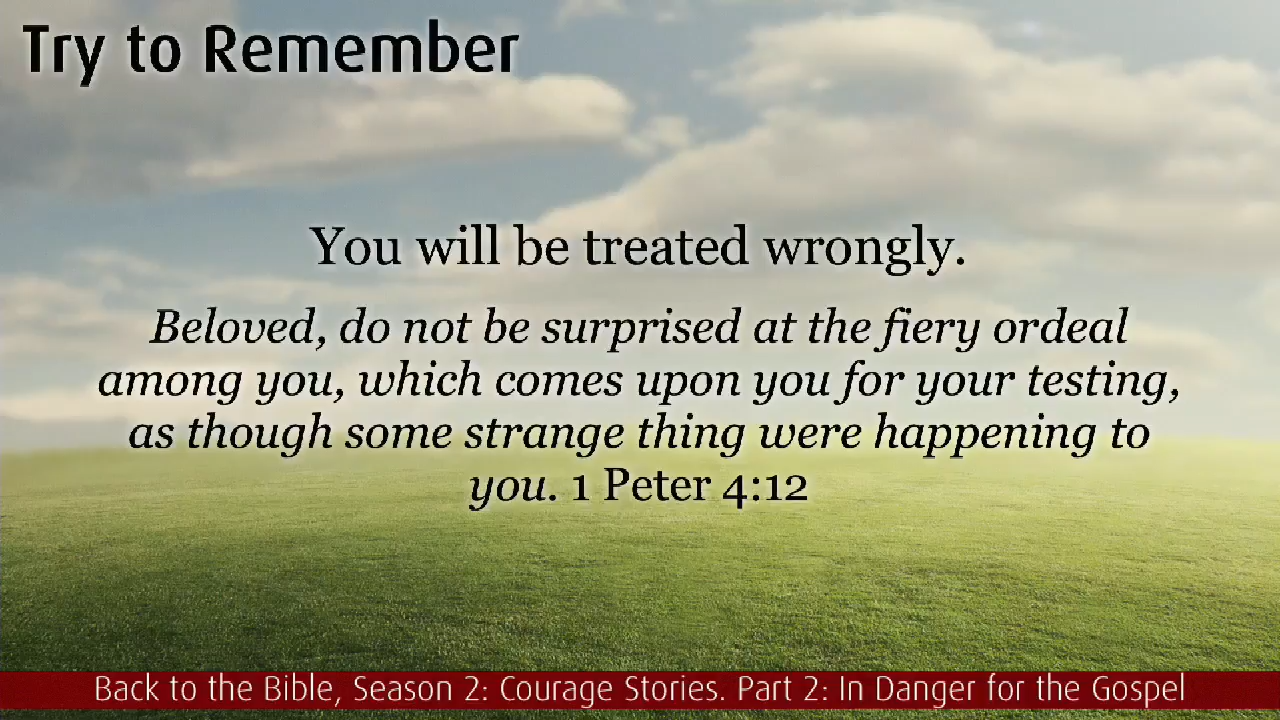 Try to Remember
You will be treated wrongly.
Beloved, do not be surprised at the fiery ordeal
among you, which comes upon you for your testing,
as though some strange thing were happening to
you. 1 Peter 4:12
Back to the Bible, Season 2: Courage Stories. Part 2: In Danger for the Gospel